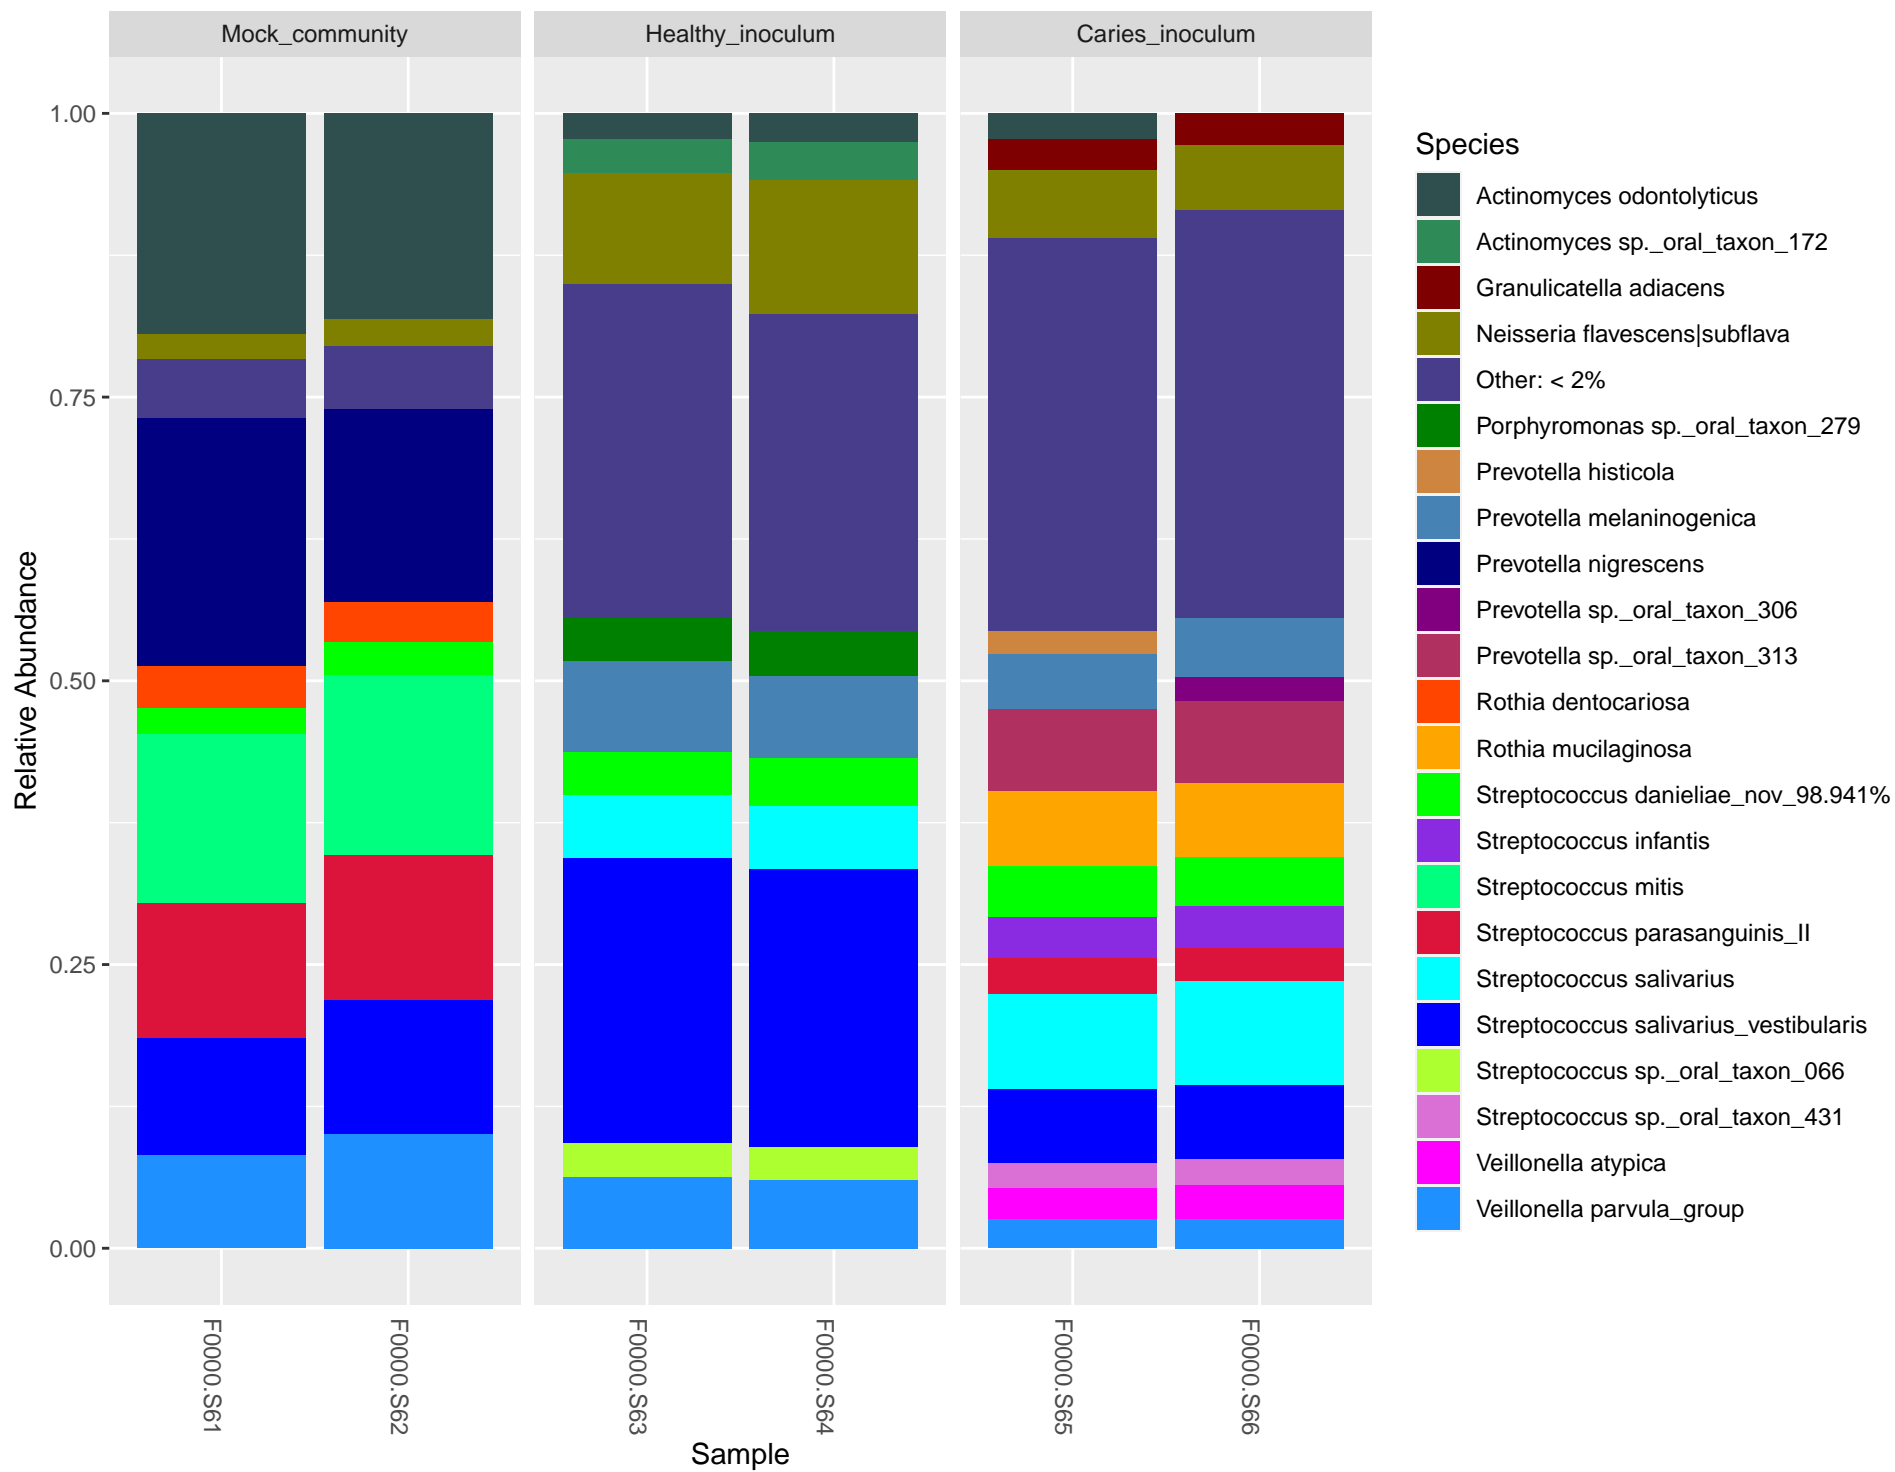 Mock_community
Healthy_inoculum
Caries_inoculum
Relative Abundance
1.00
0.75
0.50
0.25
0.00
F0000.S61
F0000.S62
F0000.S63
F0000.S64
F0000.S65
F0000.S66
Sample
Species
Actinomyces odontolyticus
Actinomyces sp._oral_taxon_172
Granulicatella adiacens
Neisseria flavescens|subflava
Other: < 2%
Porphyromonas sp._oral_taxon_279
Prevotella histicola
Prevotella melaninogenica
Prevotella nigrescens
Prevotella sp._oral_taxon_306
Prevotella sp._oral_taxon_313
Rothia dentocariosa
Rothia mucilaginosa
Streptococcus danieliae_nov_98.941%
Streptococcus infantis
Streptococcus mitis
Streptococcus parasanguinis_II
Streptococcus salivarius
Streptococcus salivarius_vestibularis
Streptococcus sp._oral_taxon_066
Streptococcus sp._oral_taxon_431
Veillonella atypica
Veillonella parvula_group